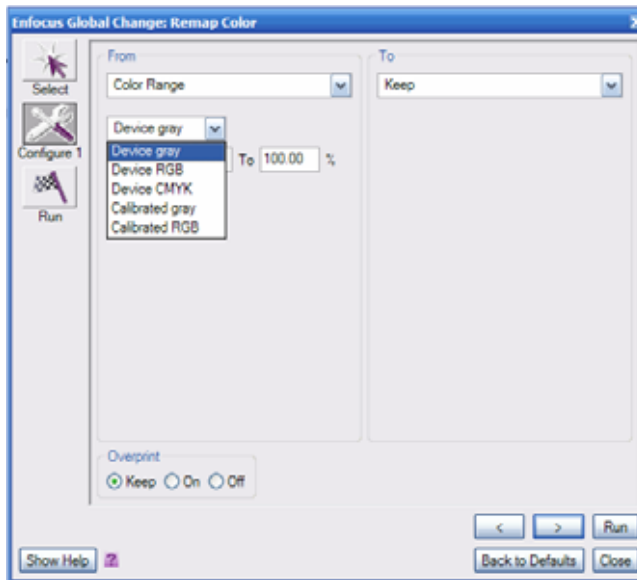 Enfocus Global Change: Remap Color
Select
Configure 1
Run
From
Color Range
Device gray
Device gray
Device RGB
Device CMYK
Calibrated gray
Calibrated RGB
To 100.00 %
To
Keep
Overprint
Keep On Off
< > Run
Show Help ? Back to Defaults Close